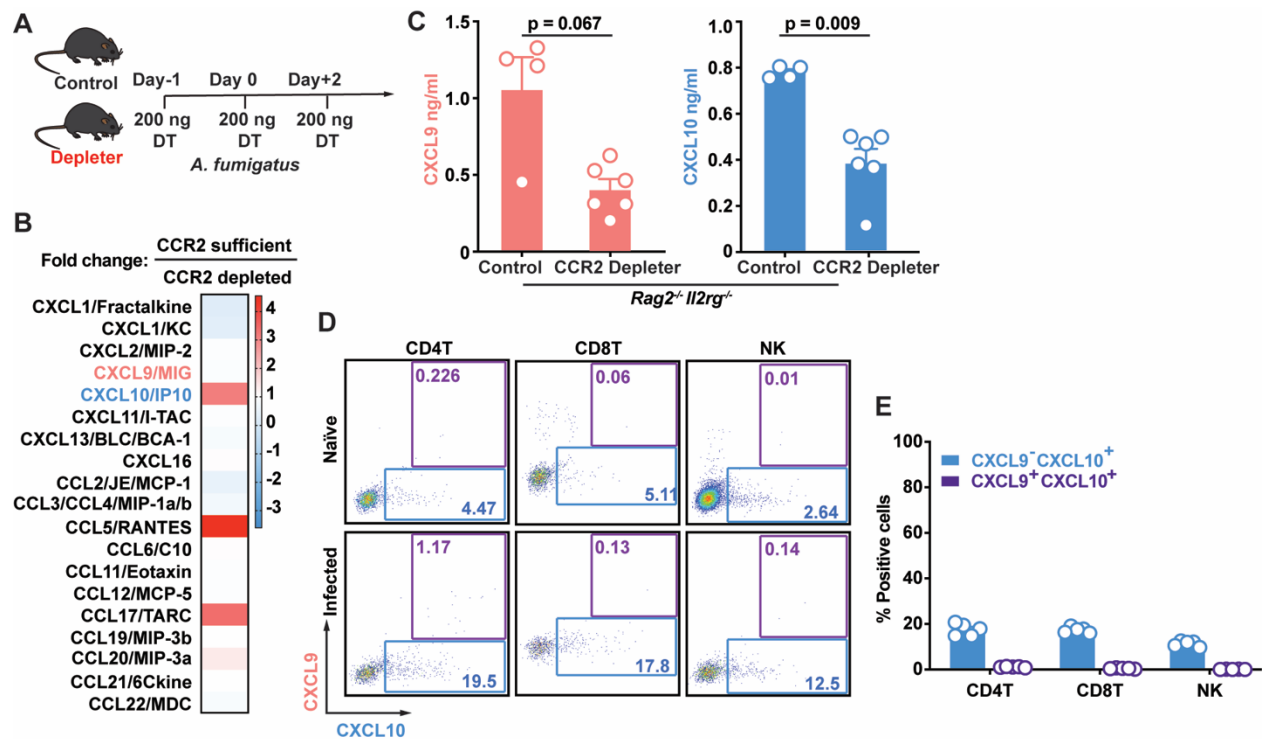 A
Control
Depleter
Day-1 Day 0 Day+2
200 ng 200 ng 200 ng
DT DT DT
A. fumigatus
B
Fold change: CCR2 sufficient
CCR2 depleted
CXCL1/Fractalkine
CXCL1/KC
CXCL2/MIP-2
CXCL9/MIG
CXCL10/IP10
CXCL11/I-TAC
CXCL13/BLC/BCA-1
CXCL16
CCL2/JE/MCP-1
CCL3/CCL4/MIP-1a/b
CCL5/RANTES
CCL6/C10
CCL11/Eotaxin
CCL12/MCP-5
CCL17/TARC
CCL19/MIP-3b
CCL20/MIP-3a
CCL21/6Ckine
CCL22/MDC
4
3
2
1
-1
-2
-3
C
p = 0.067
CXCL9 ng/ml
1.5
1.0
0.5
0
Control CCR2 Depleter
p = 0.009
CXCL10 ng/ml
0.8
0.6
0.4
0.2
0
Control CCR2 Depleter
Rag2-/- Il2rg-/-
D
CD4T CD8T NK
Naïve
0.226 0.06 0.01
4.47 5.11 2.64
Infected
1.17 0.13 0.14
19.5 17.8 12.5
CXCL9
CXCL10
E
% Positive cells
100
80
60
40
20
0
CXCL9-CXCL10+
CXCL9+CXCL10+
CD4T CD8T NK